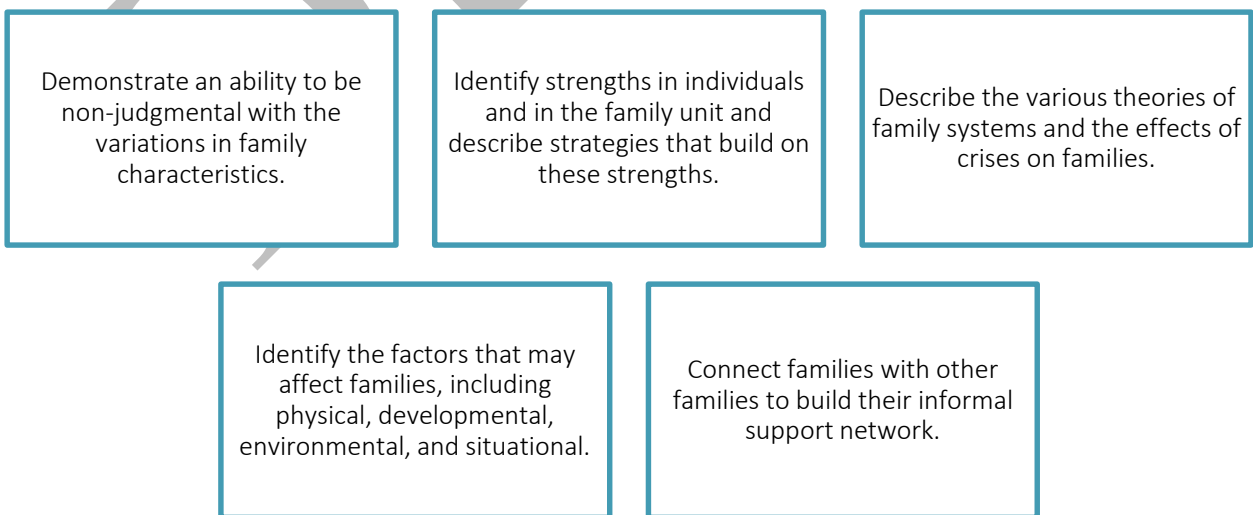 Demonstrate an ability to be
non-judgmental with the
variations in family
characteristics.
Identify strengths in individuals
and in the family unit and
describe strategies that build on
these strengths.
Describe the various theories of
family systems and the effects of
crises on families.
Identify the factors that may
affect families, including
physical, developmental,
environmental, and situational.
Connect families with other
families to build their informal
support network.